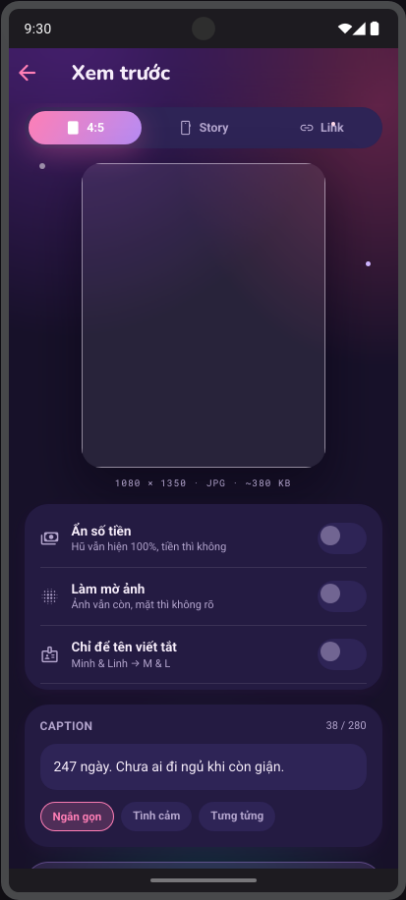 9:30
Xem trước
4:5
Story
Link
1080 × 1350 · JPG · ~380 KB
Ẩn số tiền
Hũ vẫn hiện 100%, tiền thì không
Làm mờ ảnh
Ảnh vẫn còn, mặt thì không rõ
Chỉ để tên viết tắt
Minh & Linh → M & L
CAPTION
38 / 280
247 ngày. Chưa ai đi ngủ khi còn giận.
Ngắn gọn
Tình cảm
Tưng tửng